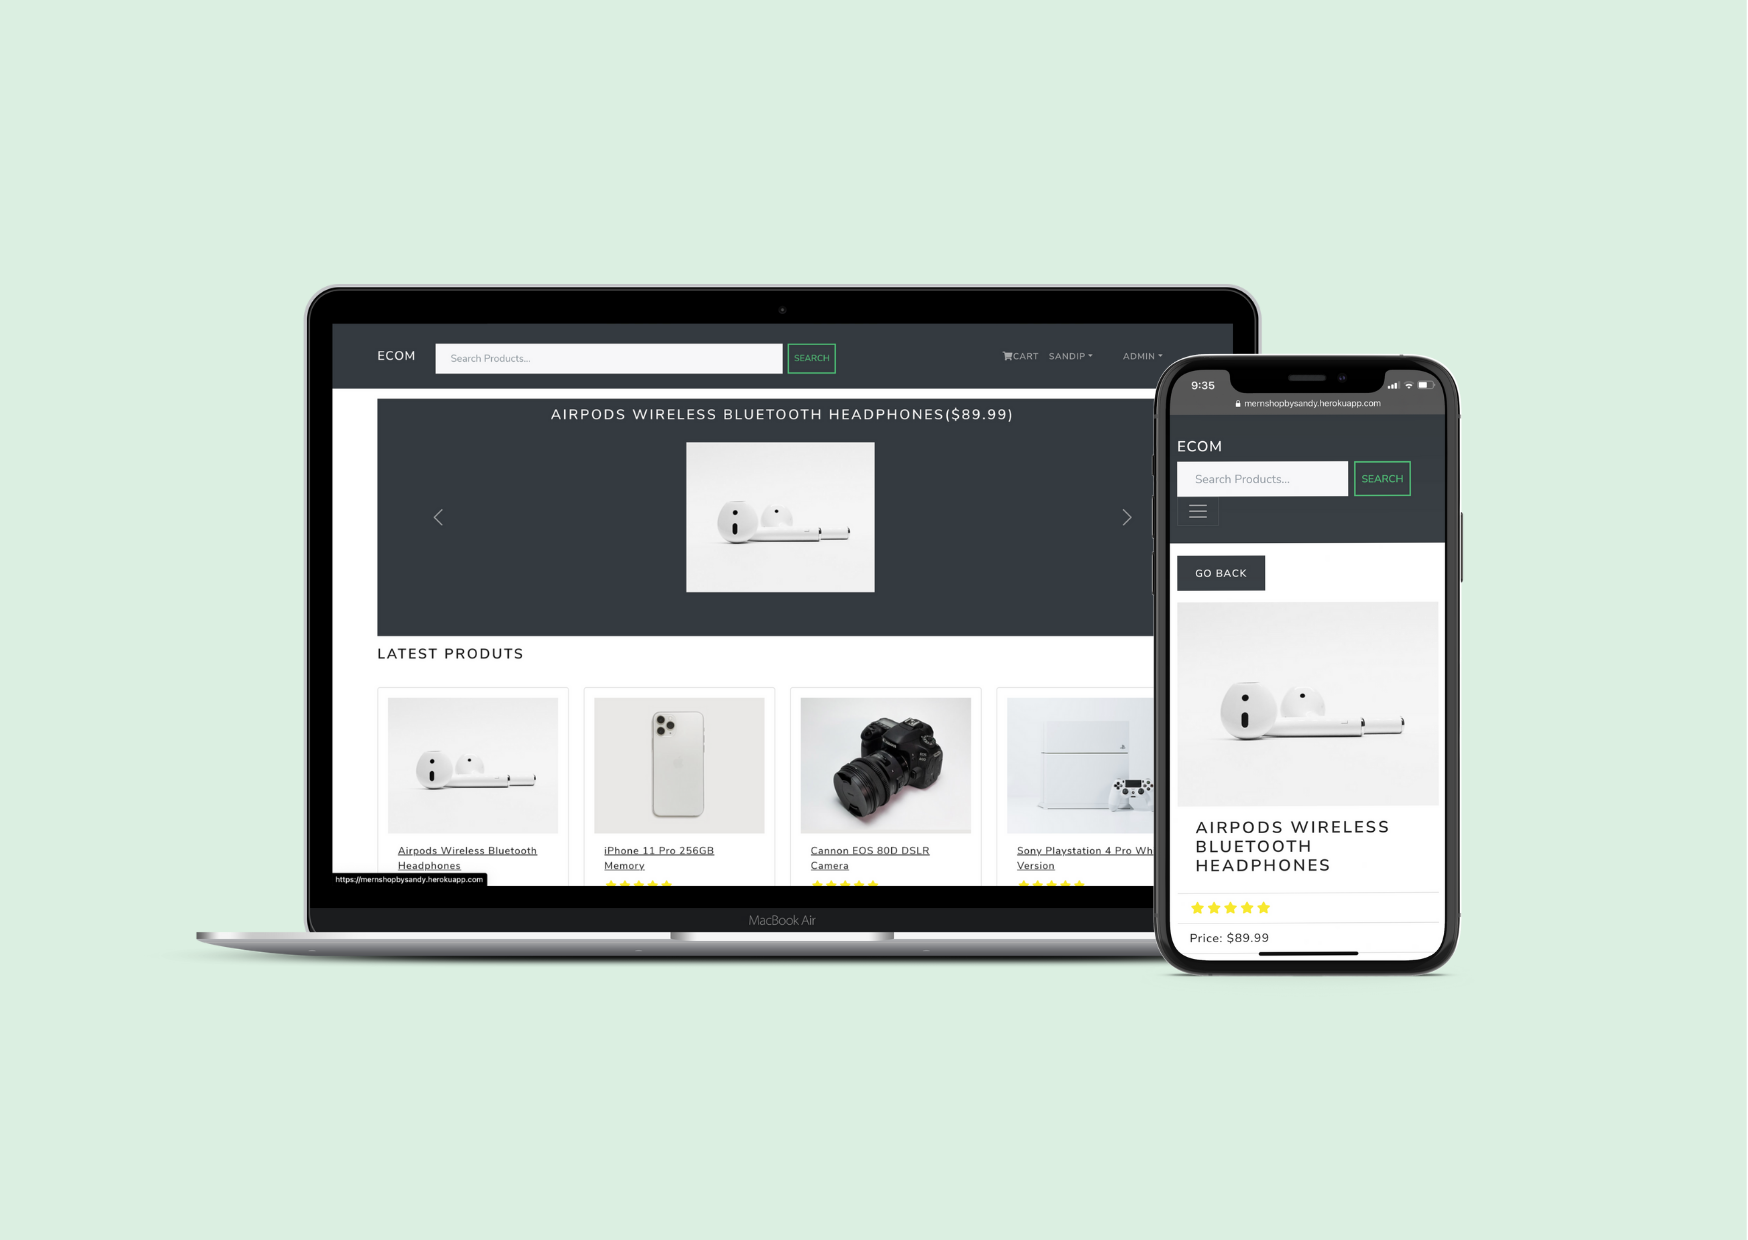 ECOM
Search Products...
SEARCH
CART SANDIP ADMIN
AIRPODS WIRELESS BLUETOOTH HEADPHONES($89.99)
LATEST PRODUTS
Airpods Wireless Bluetooth
Headphones
iPhone 11 Pro 256GB
Memory
Cannon EOS 80D DSLR
Camera
Sony Playstation 4 Pro Wh
Version
https://mernshopbysandy.herokuapp.com
MacBook Air
9:35
mernshopbysandy.herokuapp.com
ECOM
Search Products...
SEARCH
GO BACK
AIRPODS WIRELESS
BLUETOOTH
HEADPHONES
Price: $89.99